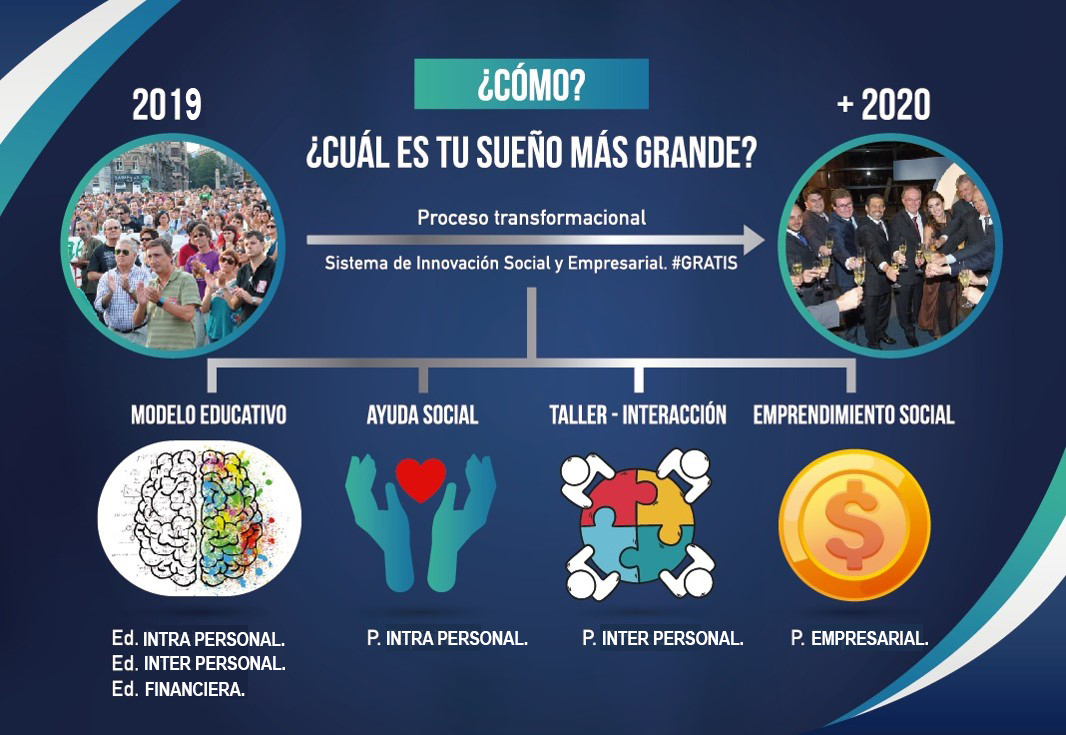 ¿CÓMO?
2019
+ 2020
¿CUÁL ES TU SUEÑO MÁS GRANDE?
Proceso transformacional
Sistema de Innovación Social y Empresarial. #GRATIS
MODELO EDUCATIVO
AYUDA SOCIAL
TALLER - INTERACCIÓN
EMPRENDIMIENTO SOCIAL
$
Ed. INTRA PERSONAL.
Ed. INTER PERSONAL.
Ed. FINANCIERA.
P. INTRA PERSONAL.
P. INTER PERSONAL.
P. EMPRESARIAL.